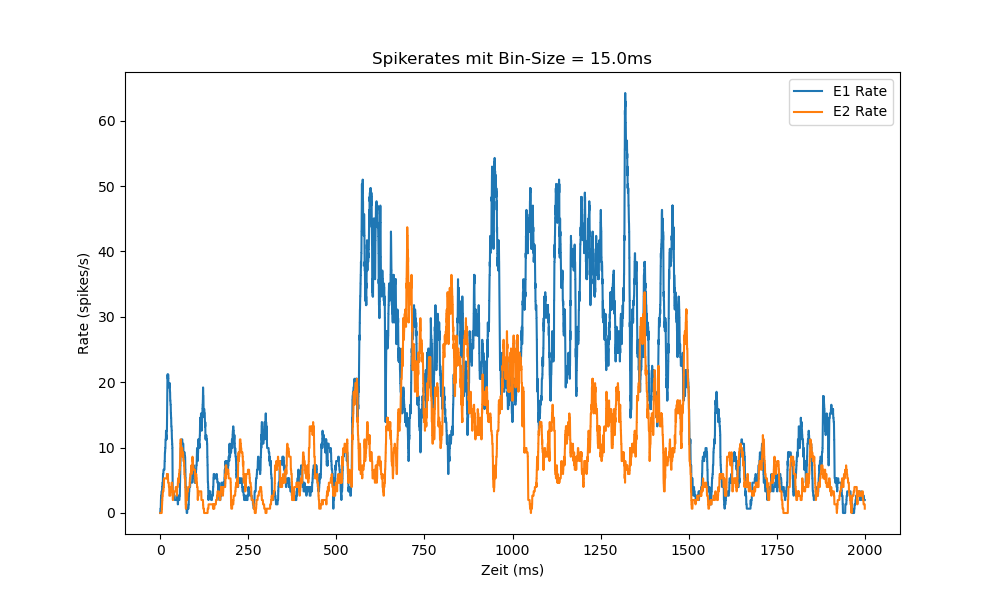 Spikerates mit Bin-Size = 15.0ms
E1 Rate
E2 Rate
Rate (spikes/s)
60
50
40
30
20
10
0
0 250 500 750 1000 1250 1500 1750 2000
Zeit (ms)